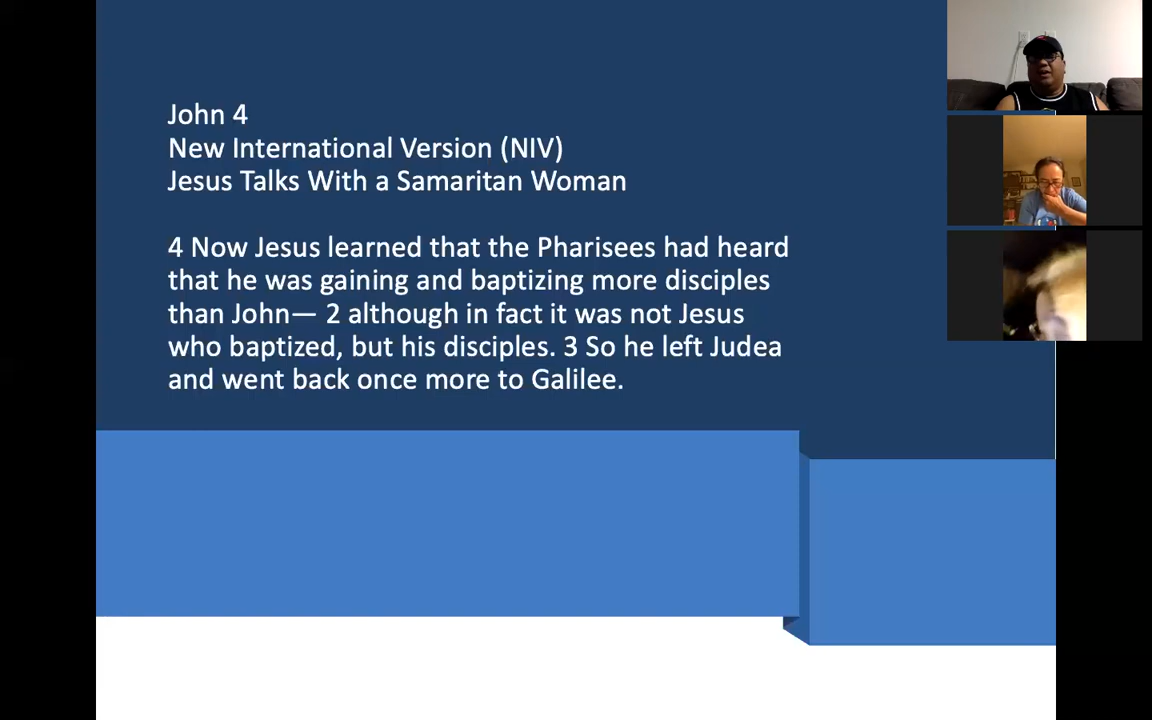 John 4
New International Version (NIV)
Jesus Talks With a Samaritan Woman
4 Now Jesus learned that the Pharisees had heard
that he was gaining and baptizing more disciples
than John— 2 although in fact it was not Jesus
who baptized, but his disciples. 3 So he left Judea
and went back once more to Galilee.